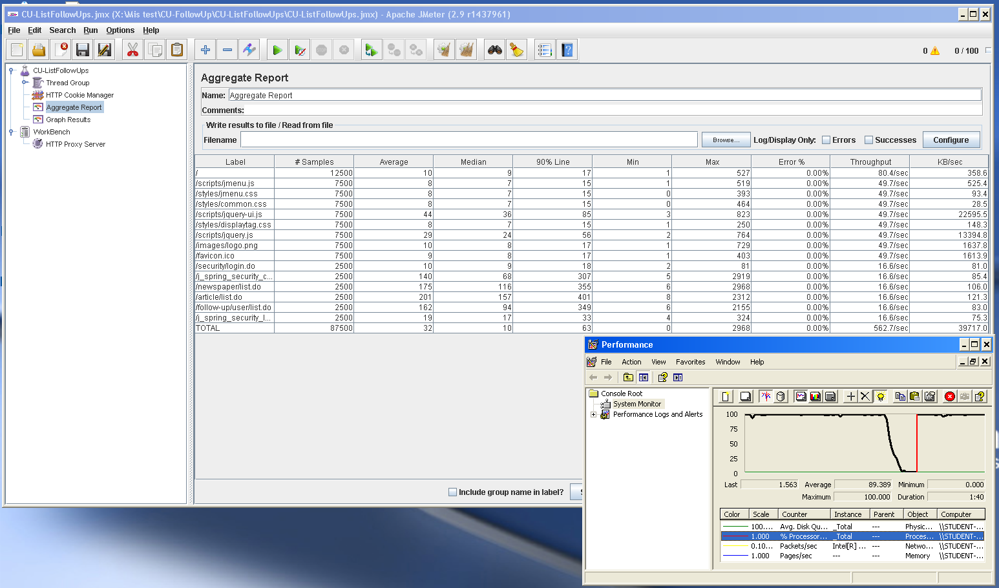 CU-ListFollowUps.jmx (X:\Mis test\CU-FollowUp\CU-ListFollowUps\CU-ListFollowUps.jmx) - Apache JMeter (2.9 r1437961)
File Edit Search Run Options Help
0 0 / 100
CU-ListFollowUps
Thread Group
HTTP Cookie Manager
Aggregate Report
Graph Results
WorkBench
HTTP Proxy Server
Aggregate Report
Name: Aggregate Report
Comments:
Write results to file / Read from file
Filename Browse... Log/Display Only: Errors Successes Configure
Label # Samples Average Median 90% Line Min Max Error % Throughput KB/sec
/ 12500 10 9 17 1 527 0.00% 80.4/sec 358.6
/scripts/jmenu.js 7500 8 7 15 1 519 0.00% 49.7/sec 525.4
/styles/jmenu.css 7500 8 7 15 0 393 0.00% 49.7/sec 93.4
/styles/common.css 7500 8 7 15 0 464 0.00% 49.7/sec 28.5
/scripts/jquery-ui.js 7500 44 36 85 3 823 0.00% 49.7/sec 22595.5
/styles/displaytag.css 7500 8 7 15 1 250 0.00% 49.7/sec 148.3
/scripts/jquery.js 7500 29 24 56 2 764 0.00% 49.7/sec 13394.8
/images/logo.png 7500 10 8 17 1 729 0.00% 49.7/sec 1637.8
/favicon.ico 7500 9 8 17 1 403 0.00% 49.7/sec 1613.9
/security/login.do 2500 10 9 18 2 81 0.00% 16.6/sec 81.0
/j_spring_security_c... 2500 140 68 307 5 2919 0.00% 16.6/sec 85.4
/newspaper/list.do 2500 175 116 355 6 2968 0.00% 16.6/sec 106.0
/article/list.do 2500 201 157 401 8 2312 0.00% 16.6/sec 121.3
/follow-up/user/list.do 2500 162 94 349 6 2155 0.00% 16.6/sec 83.0
/j_spring_security_l... 2500 19 17 33 4 324 0.00% 16.6/sec 75.3
TOTAL 87500 32 10 63 0 2968 0.00% 562.7/sec 39717.0
Include group name in label?
Performance
File Action View Favorites Window Help
Console Root
System Monitor
Performance Logs and Alerts
100
75
50
25
0
Last 1.563 Average 89.389 Minimum 0.000
Maximum 100.000 Duration 1:40
Color Scale Counter Instance Parent Object Computer
100.... Avg. Disk Qu... _Total --- Physic... \\STUDENT-...
1.000 % Processor... _Total --- Proces... \\STUDENT-...
0.10... Packets/sec Intel[R] ... --- Netwo... \\STUDENT-...
1.000 Pages/sec --- --- Memory \\STUDENT-...